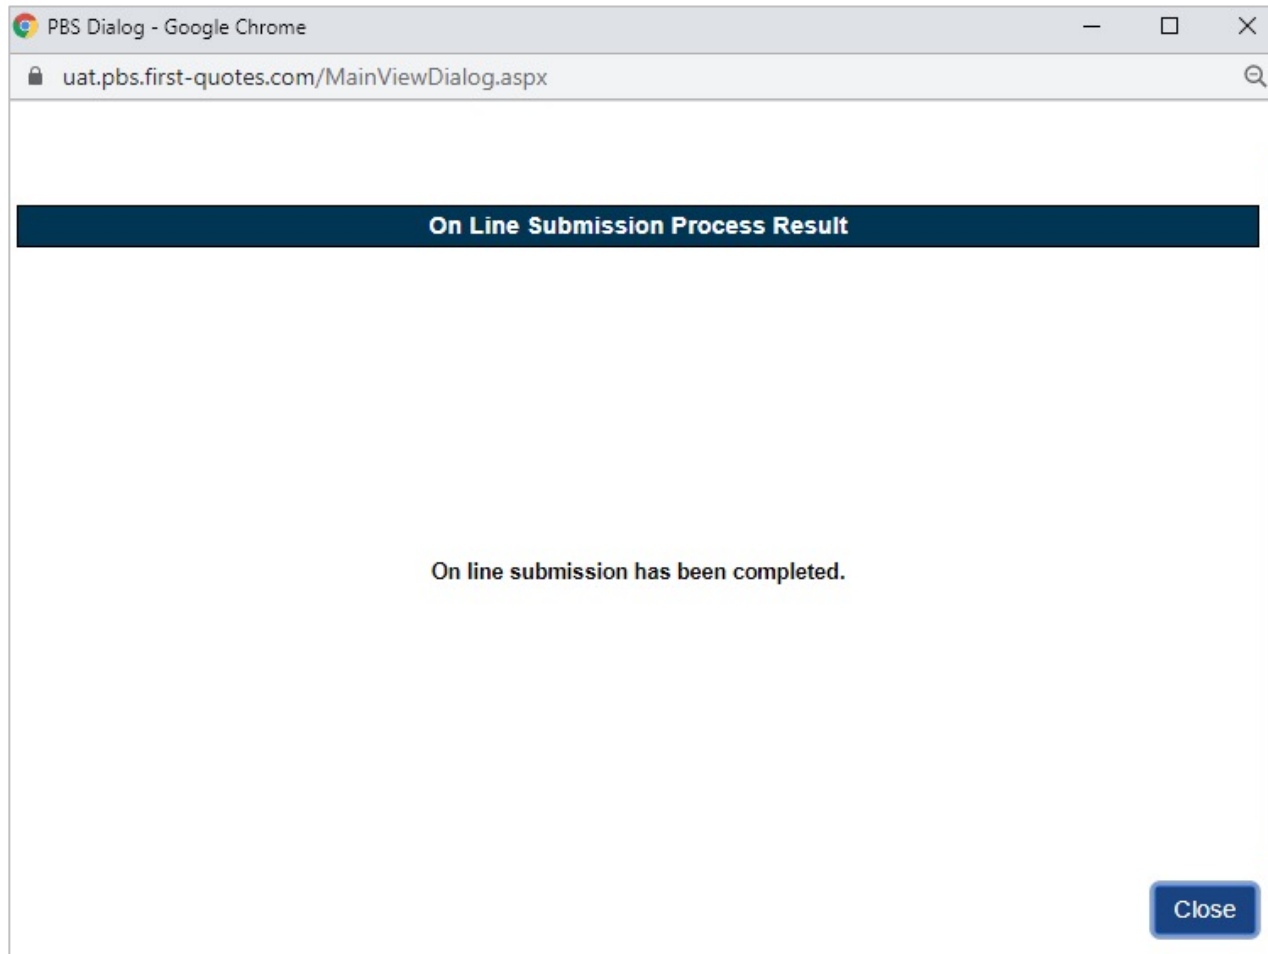 PBS Dialog - Google Chrome
uat.pbs.first-quotes.com/MainViewDialog.aspx
On Line Submission Process Result
On line submission has been completed.
Close